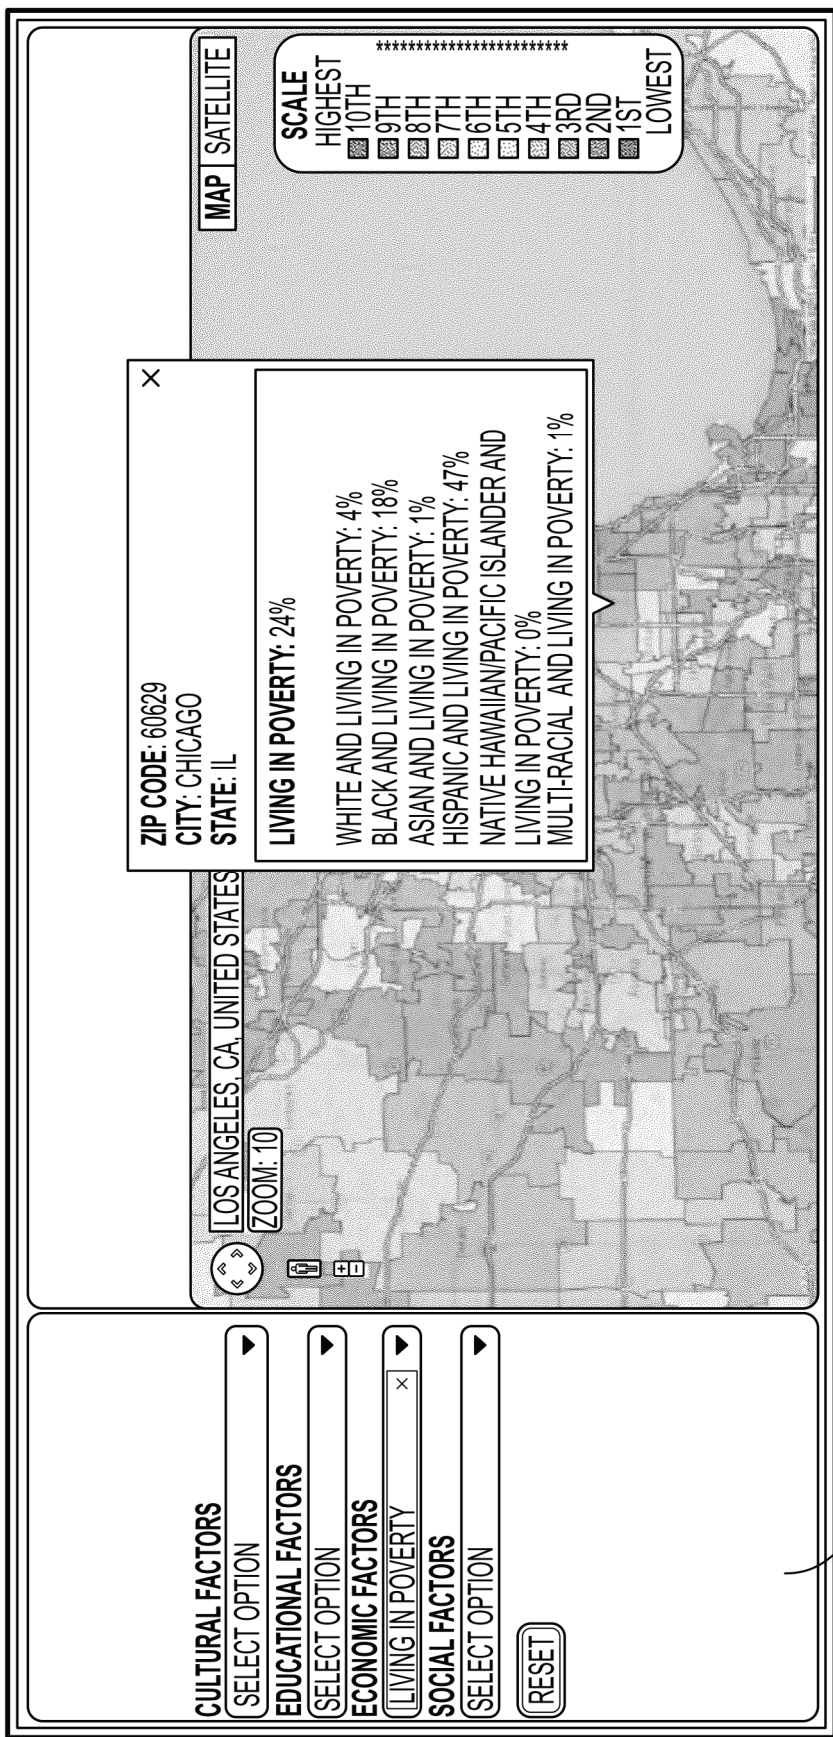 CULTURAL FACTORS
SELECT OPTION
EDUCATIONAL FACTORS
SELECT OPTION
ECONOMIC FACTORS
LIVING IN POVERTY ×
SOCIAL FACTORS
SELECT OPTION
RESET
LOS ANGELES, CA, UNITED STATES
ZOOM: 10
+
−
ZIP CODE: 60629
CITY: CHICAGO
STATE: IL
×
LIVING IN POVERTY: 24%
WHITE AND LIVING IN POVERTY: 4%
BLACK AND LIVING IN POVERTY: 18%
ASIAN AND LIVING IN POVERTY: 1%
HISPANIC AND LIVING IN POVERTY: 47%
NATIVE HAWAIIAN/PACIFIC ISLANDER AND
LIVING IN POVERTY: 0%
MULTI-RACIAL AND LIVING IN POVERTY: 1%
MAP | SATELLITE
SCALE
HIGHEST
10TH
9TH
8TH
7TH
6TH
5TH
4TH
3RD
2ND
1ST
LOWEST
************************